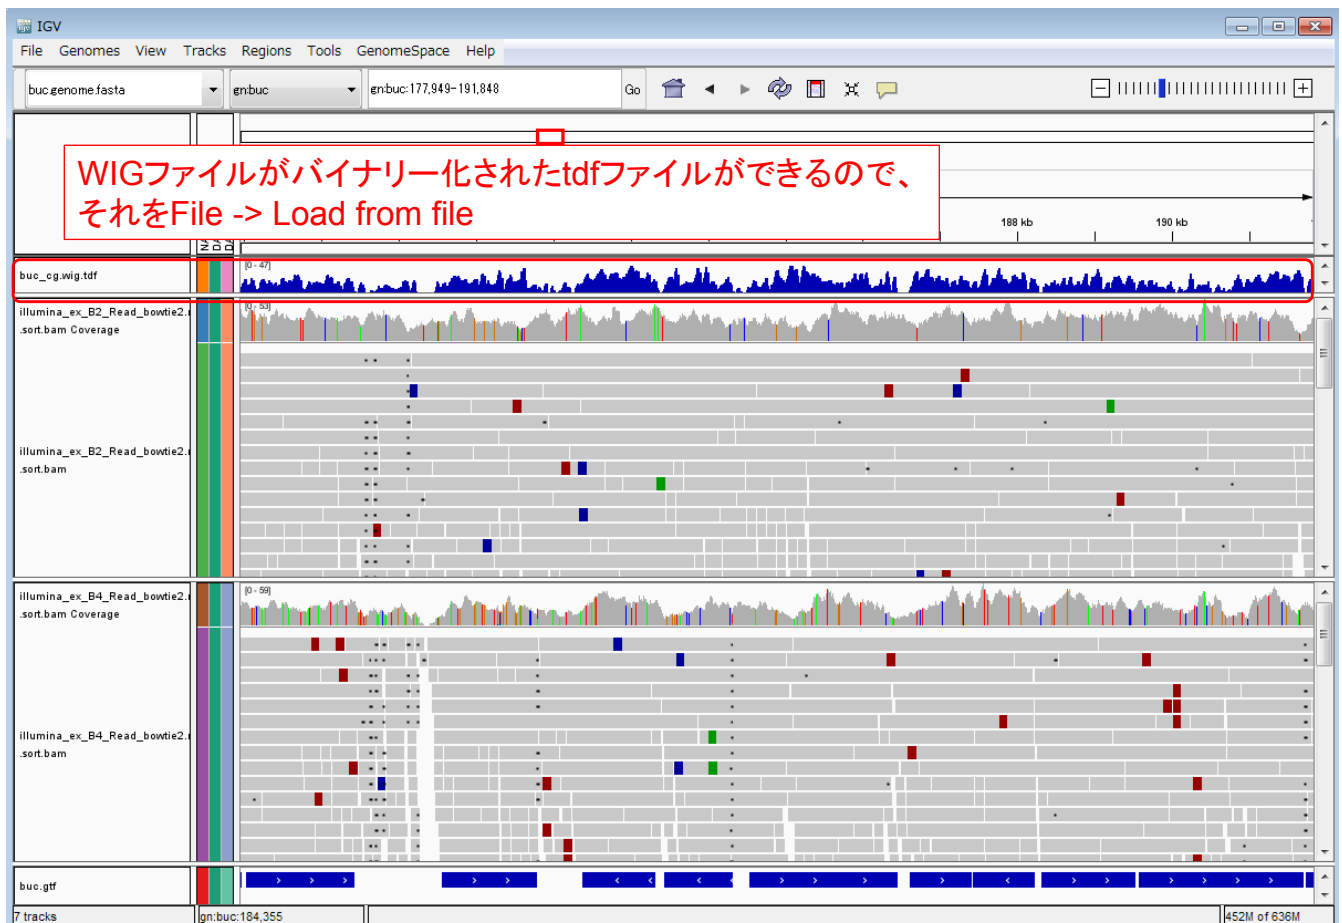 IGV
File Genomes View Tracks Regions Tools GenomeSpace Help
buc.genome.fasta
gn:buc
gn:buc:177,949-191,848
Go
WIGファイルがバイナリー化されたtdfファイルができるので、
それをFile -> Load from file
188 kb
190 kb
buc_cg.wig.tdf
[0 - 47]
illumina_ex_B2_Read_bowtie2.
.sort.bam Coverage
[0 - 53]
illumina_ex_B2_Read_bowtie2.
.sort.bam
illumina_ex_B4_Read_bowtie2.
.sort.bam Coverage
[0 - 59]
illumina_ex_B4_Read_bowtie2.
.sort.bam
buc.gtf
7 tracks
gn:buc:184,355
452M of 636M